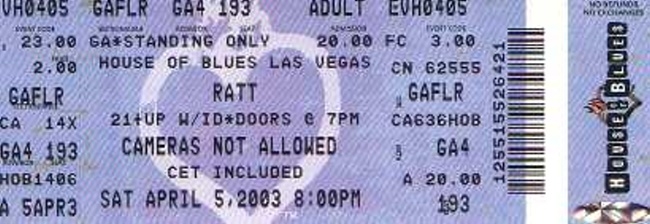 VH0405 GAFLR GA4 193 ADULT EVH0405
23.00 GA*STANDING ONLY 20.00 FC 3.00
2.00 HOUSE OF BLUES LAS VEGAS CN 62555
GAFLR RATT GAFLR
CA 14X 21+UP W/ID*DOORS @ 7PM CA636HOB
GA4 193 CAMERAS NOT ALLOWED GA4
HOB1406 CET INCLUDED A 20.00
A 5APR3 SAT APRIL 5,2003 8:00PM 193
125515526421
NO REFUNDS
NO EXCHANGES
HOUSE OF BLUES